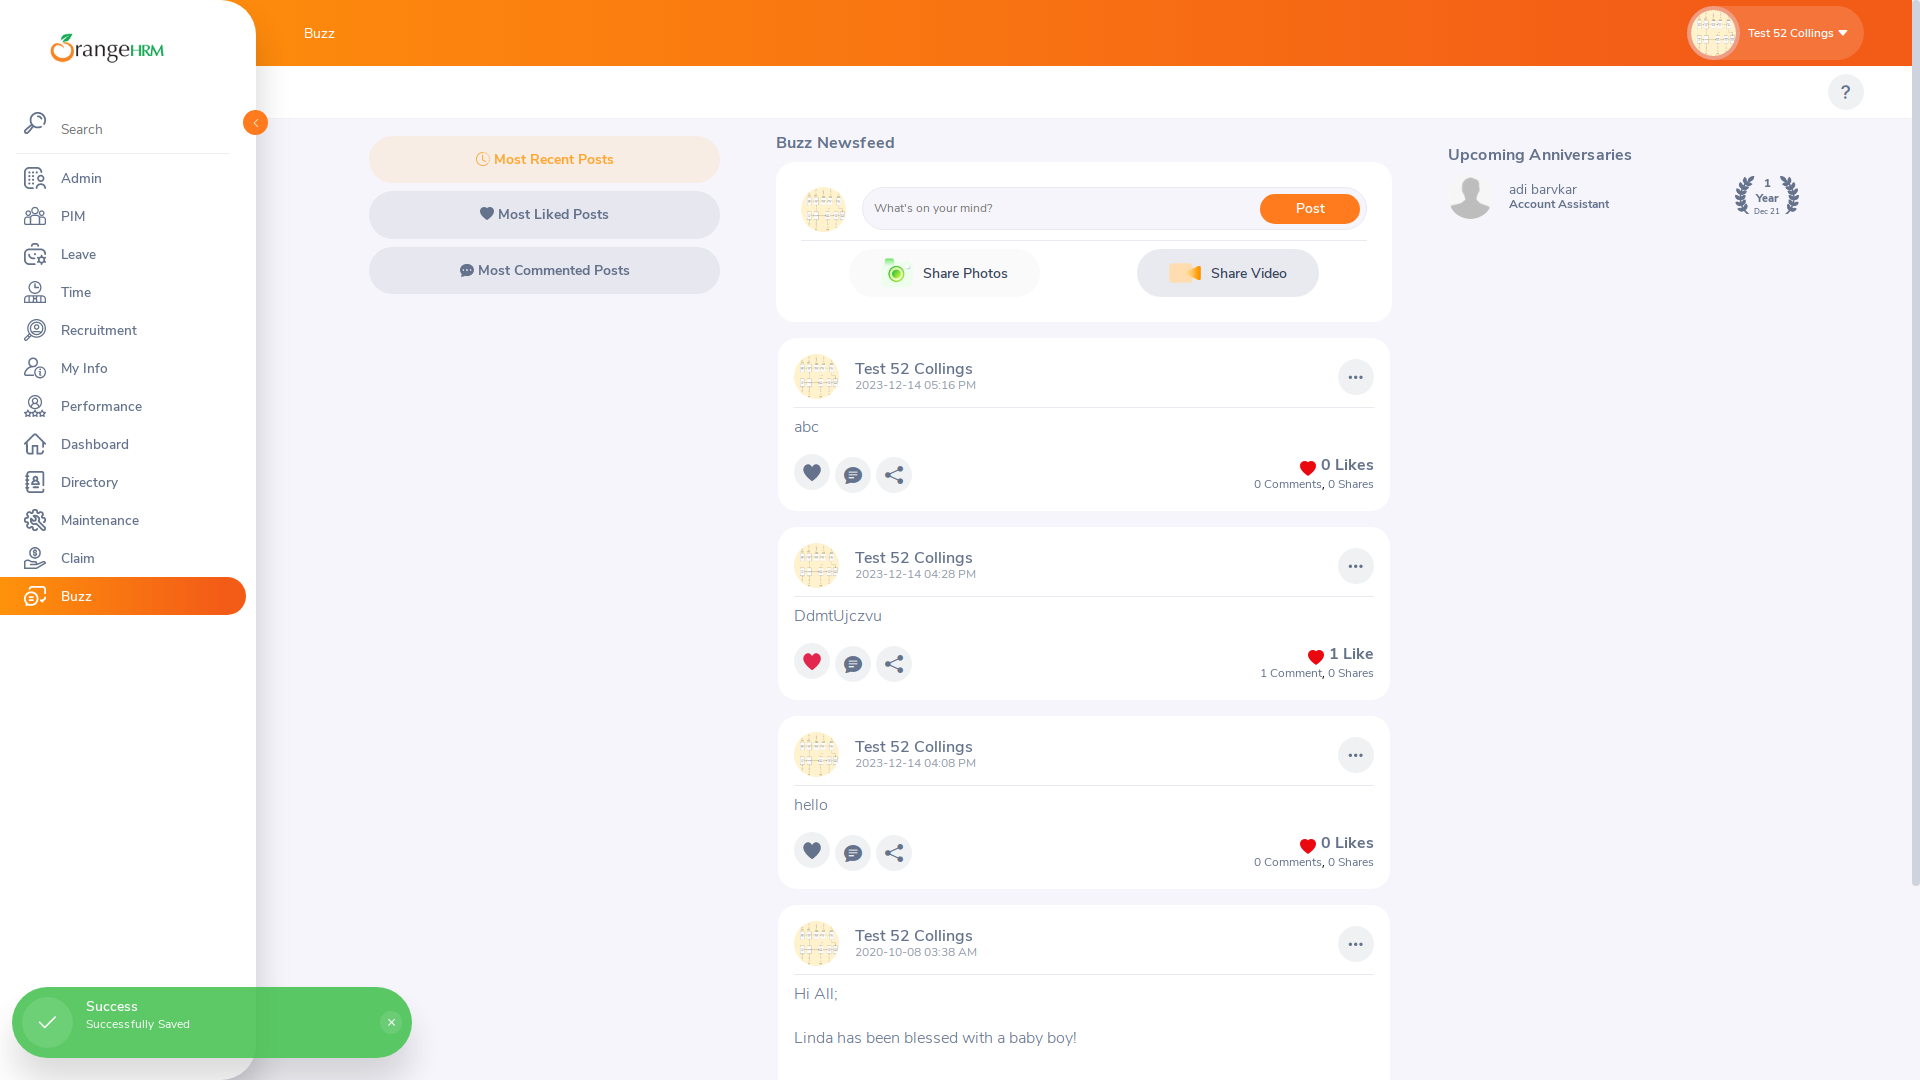 OrangeHRM
Search
Admin
PIM
Leave
Time
Recruitment
My Info
Performance
Dashboard
Directory
Maintenance
Claim
Buzz
Buzz
Test 52 Collings
?
Most Recent Posts
Most Liked Posts
Most Commented Posts
Buzz Newsfeed
What's on your mind?
Post
Share Photos
Share Video
Test 52 Collings
2023-12-14 05:16 PM
abc
0 Likes
0 Comments, 0 Shares
Test 52 Collings
2023-12-14 04:28 PM
DdmtUjczvu
1 Like
1 Comment, 0 Shares
Test 52 Collings
2023-12-14 04:08 PM
hello
0 Likes
0 Comments, 0 Shares
Test 52 Collings
2020-10-08 03:38 AM
Hi All;
Linda has been blessed with a baby boy!
Upcoming Anniversaries
adi barvkar
Account Assistant
1
Year
Dec 21
Success
Successfully Saved